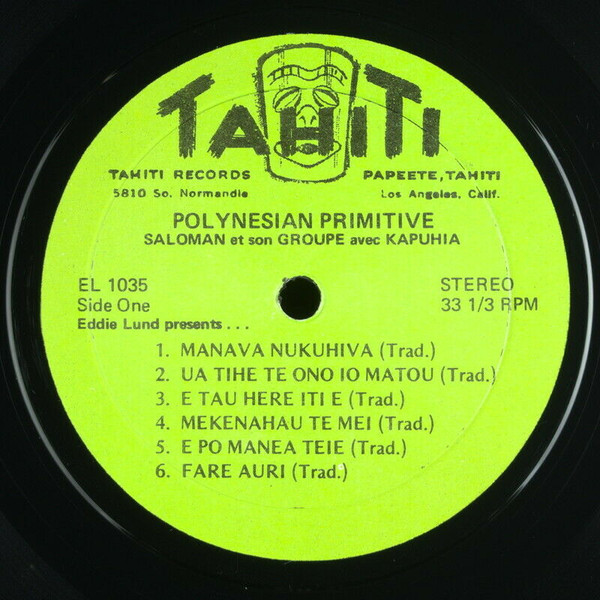 TAHITI
TAHITI RECORDS PAPEETE, TAHITI
5810 So. Normandie Los Angeles, Calif.
POLYNESIAN PRIMITIVE
SALOMAN et son GROUPE avec KAPUHIA
EL 1035 STEREO
Side One 33 1/3 RPM
Eddie Lund presents . . .
1. MANAVA NUKUHIVA (Trad.)
2. UA TIHE TE ONO IO MATOU (Trad.)
3. E TAU HERE ITI E (Trad.)
4. MEKENAHAU TE MEI (Trad.)
5. E PO MANEA TEIE (Trad.)
6. FARE AURI (Trad.)